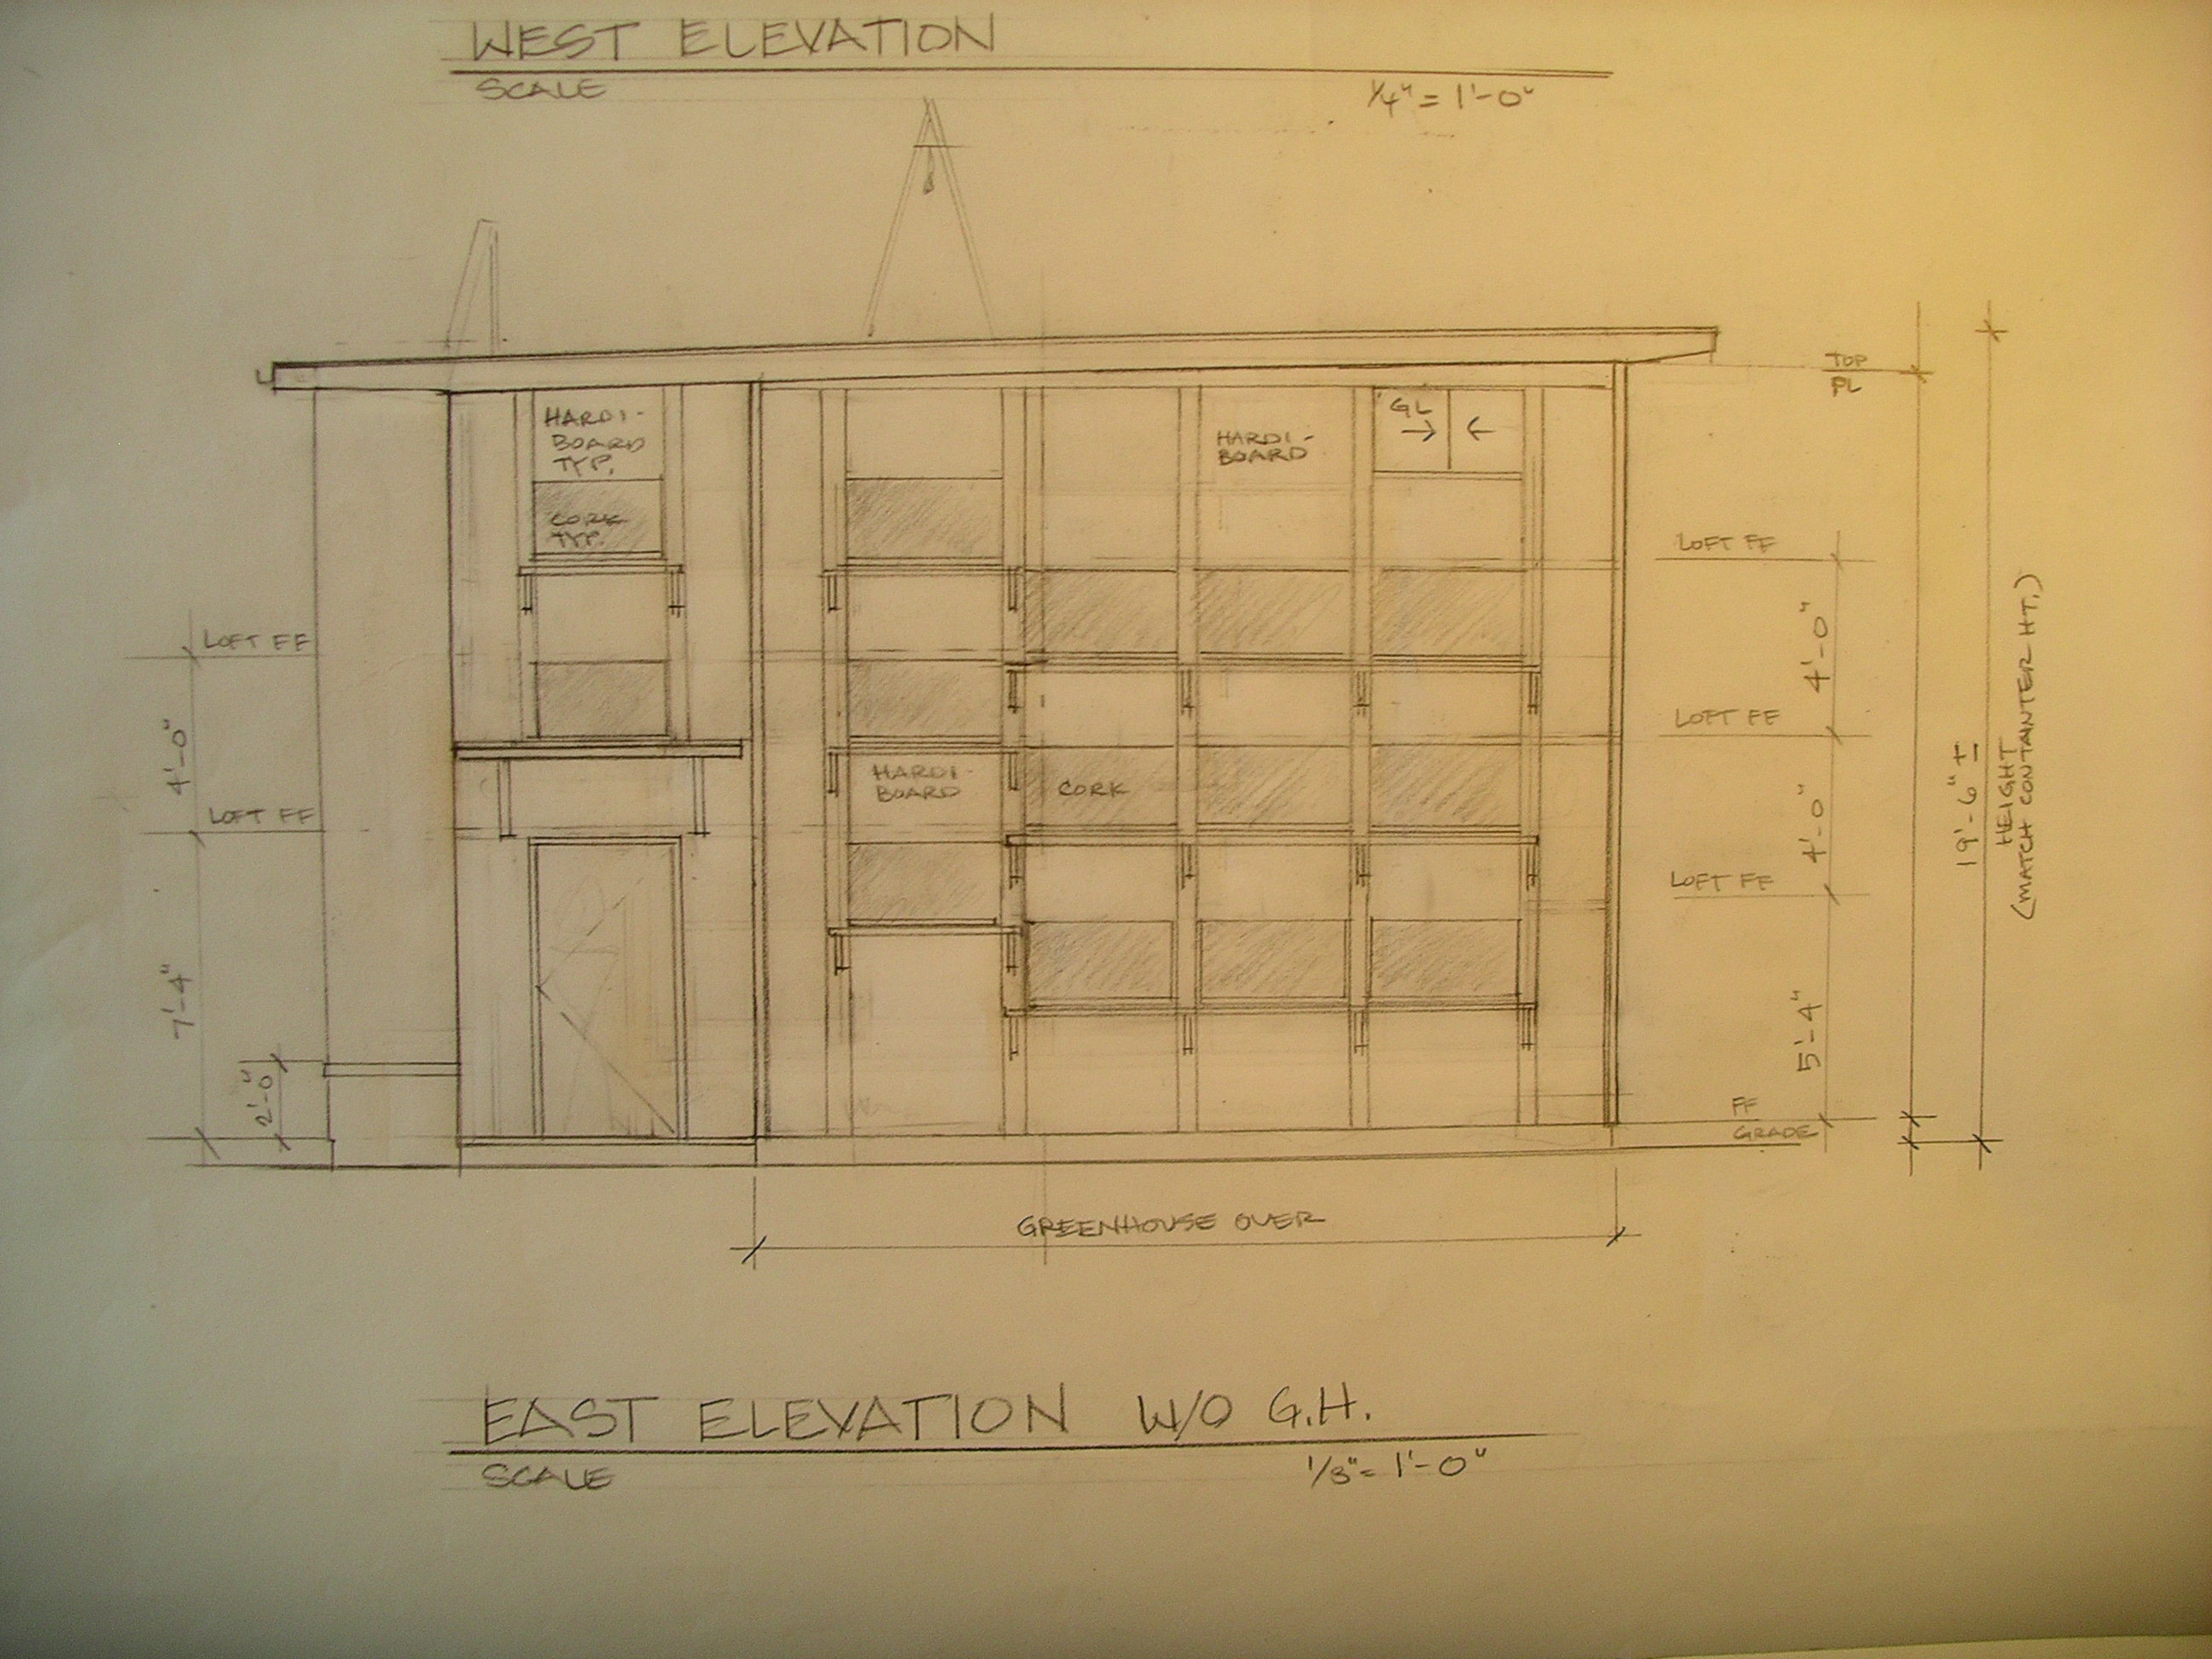 WEST ELEVATION
SCALE
1/4" = 1'-0"
TOP
PL
HARDI-
BOARD
TYP.
CORK
TYP.
HARDI-
BOARD
GL
LOFT FF
LOFT FF
LOFT FF
4'-0"
4'-0"
5'-4"
FF
GRADE
19'-6" ±
HEIGHT
(MATCH CONTAINTER HT.)
LOFT FF
LOFT FF
4'-0"
7'-4"
2'-0"
HARDI-
BOARD
CORK
GREENHOUSE OVER
EAST ELEVATION W/O G.H.
SCALE
1/8" = 1'-0"